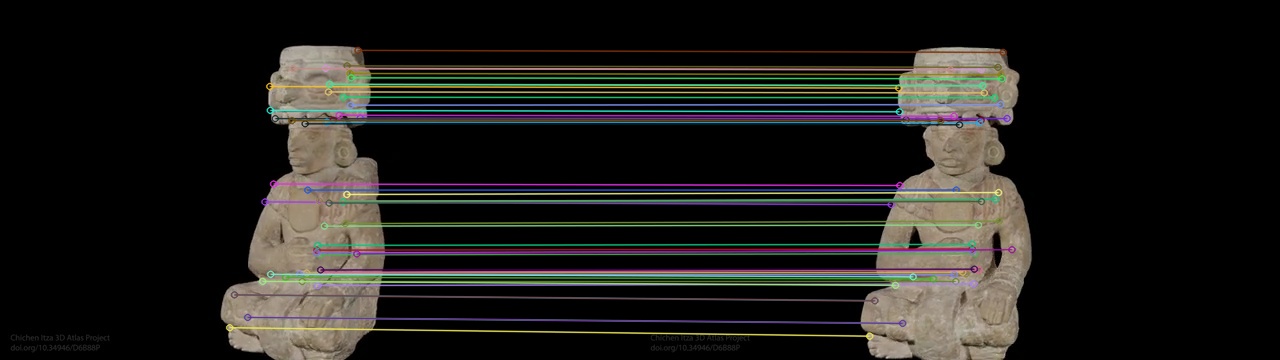 Chichen Itza 3D Atlas Project
doi.org/10.34946/D6B88P
Chichen Itza 3D Atlas Project
doi.org/10.34946/D6B88P